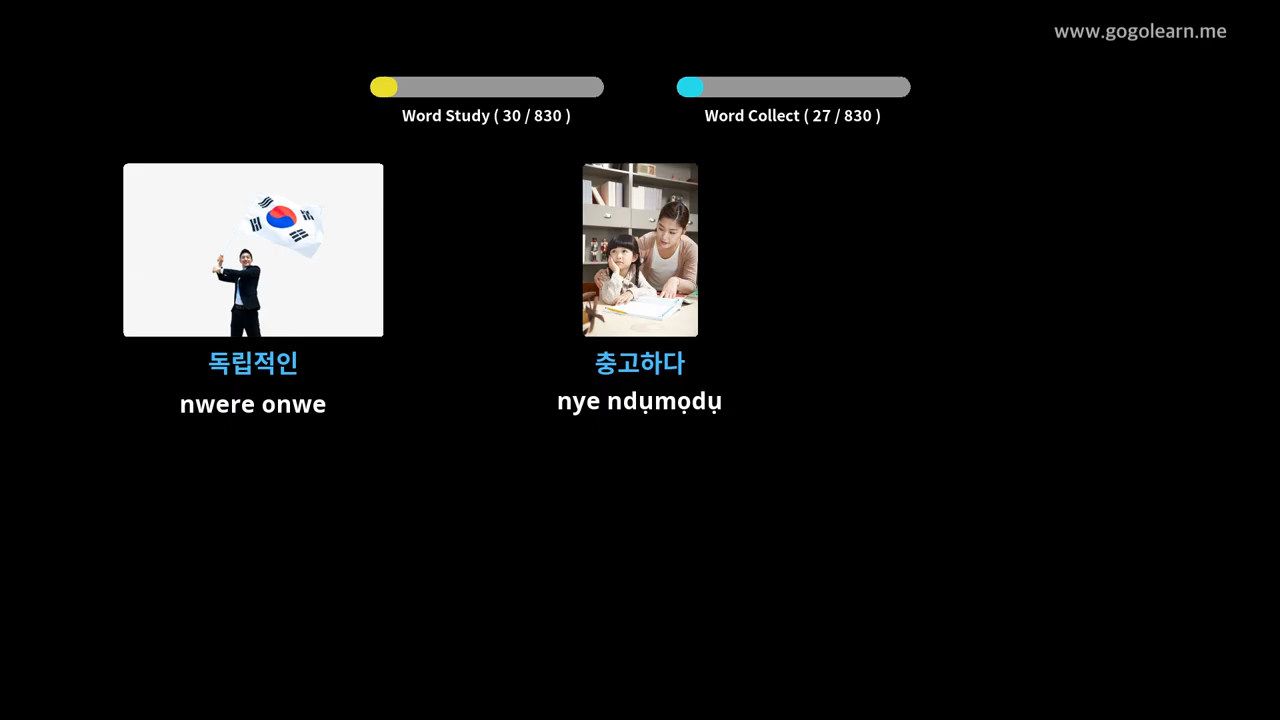 www.gogolearn.me
Word Study ( 30 / 830 )
Word Collect ( 27 / 830 )
독립적인
nwere onwe
충고하다
nye ndụmọdụ